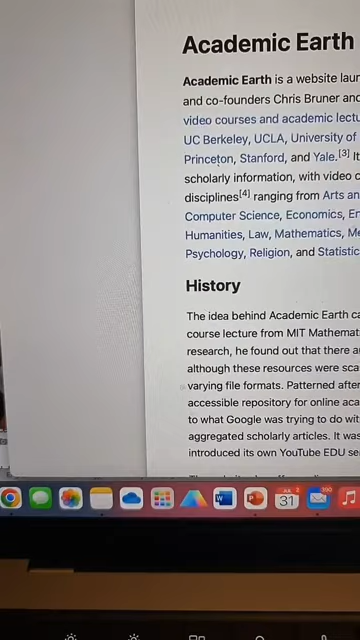 Academic Earth
Academic Earth is a website laun
and co-founders Chris Bruner and
video courses and academic lectu
UC Berkeley, UCLA, University of
Princeton, Stanford, and Yale.[3] It
scholarly information, with video c
disciplines[4] ranging from Arts an
Computer Science, Economics, En
Humanities, Law, Mathematics, Me
Psychology, Religion, and Statistic
History
The idea behind Academic Earth ca
course lecture from MIT Mathemat
research, he found out that there a
although these resources were sca
varying file formats. Patterned after
accessible repository for online aca
to what Google was trying to do wit
aggregated scholarly articles. It was
introduced its own YouTube EDU se
31